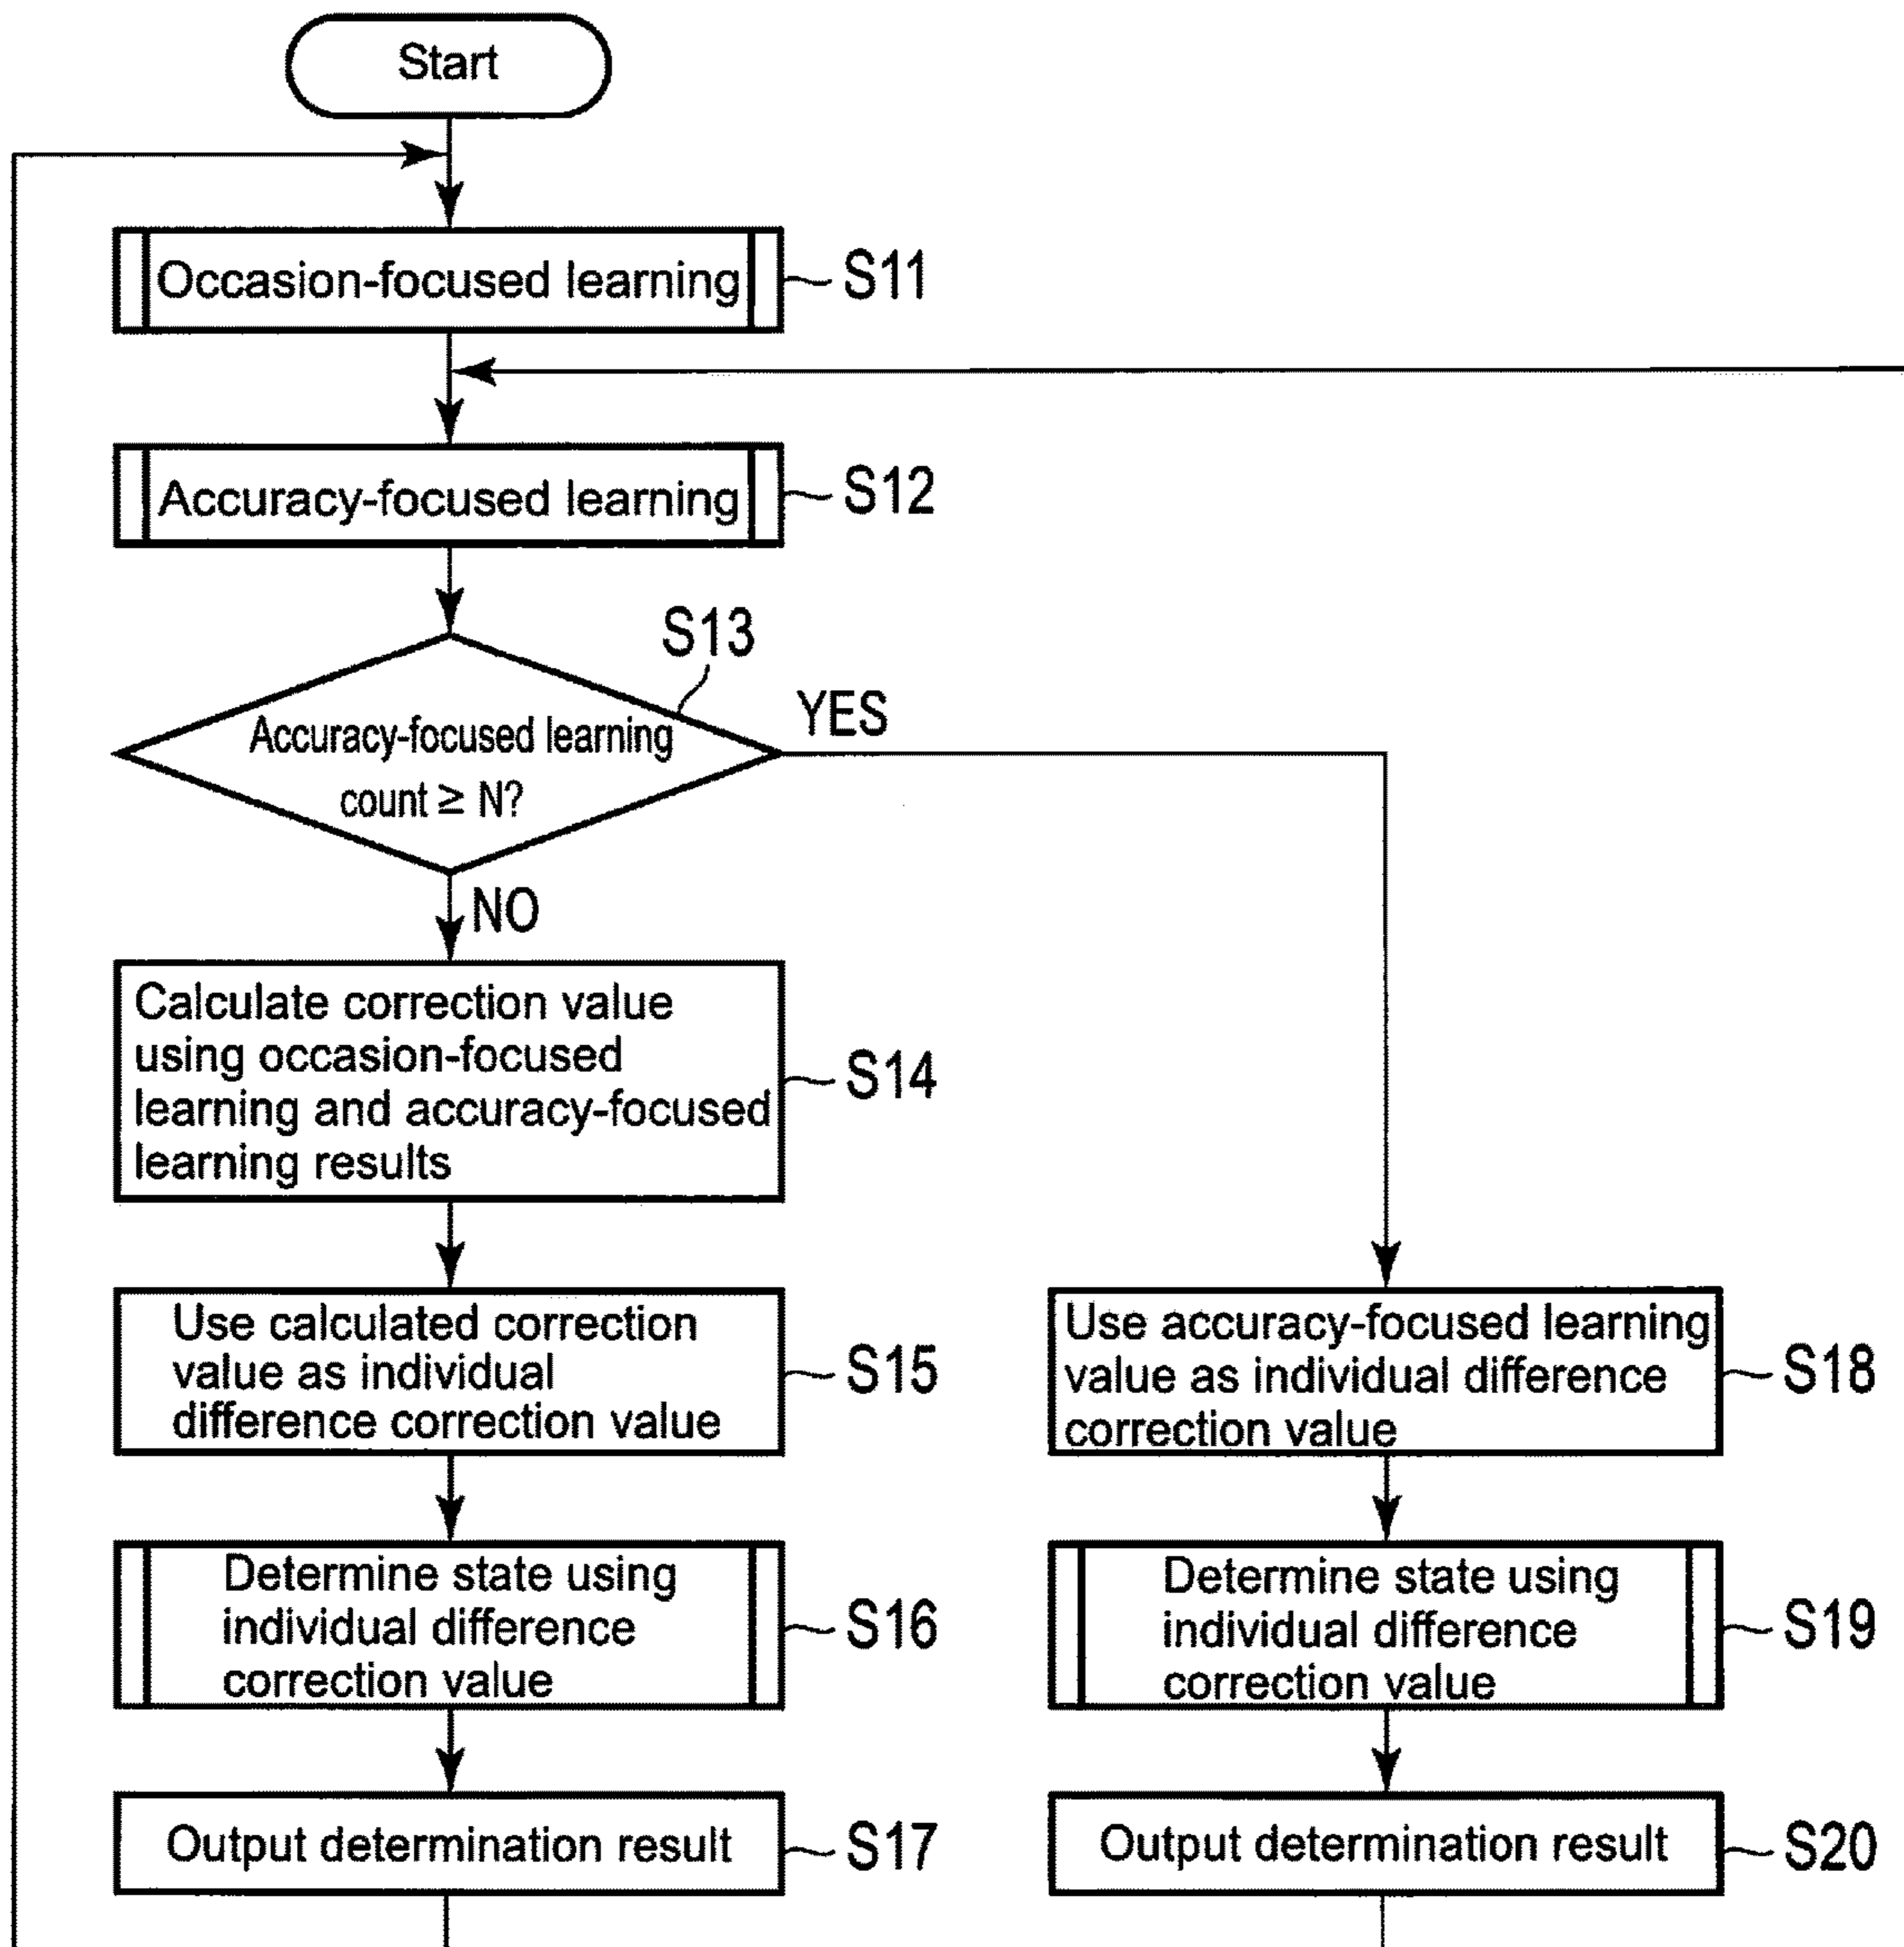 Start
Occasion-focused learning
S11
Accuracy-focused learning
S12
S13
Accuracy-focused learning
count ≥ N?
YES
NO
Calculate correction value
using occasion-focused
learning and accuracy-focused
learning results
S14
Use calculated correction
value as individual
difference correction value
S15
Use accuracy-focused learning
value as individual difference
correction value
S18
Determine state using
individual difference
correction value
S16
Determine state using
individual difference
correction value
S19
Output determination result
S17
Output determination result
S20